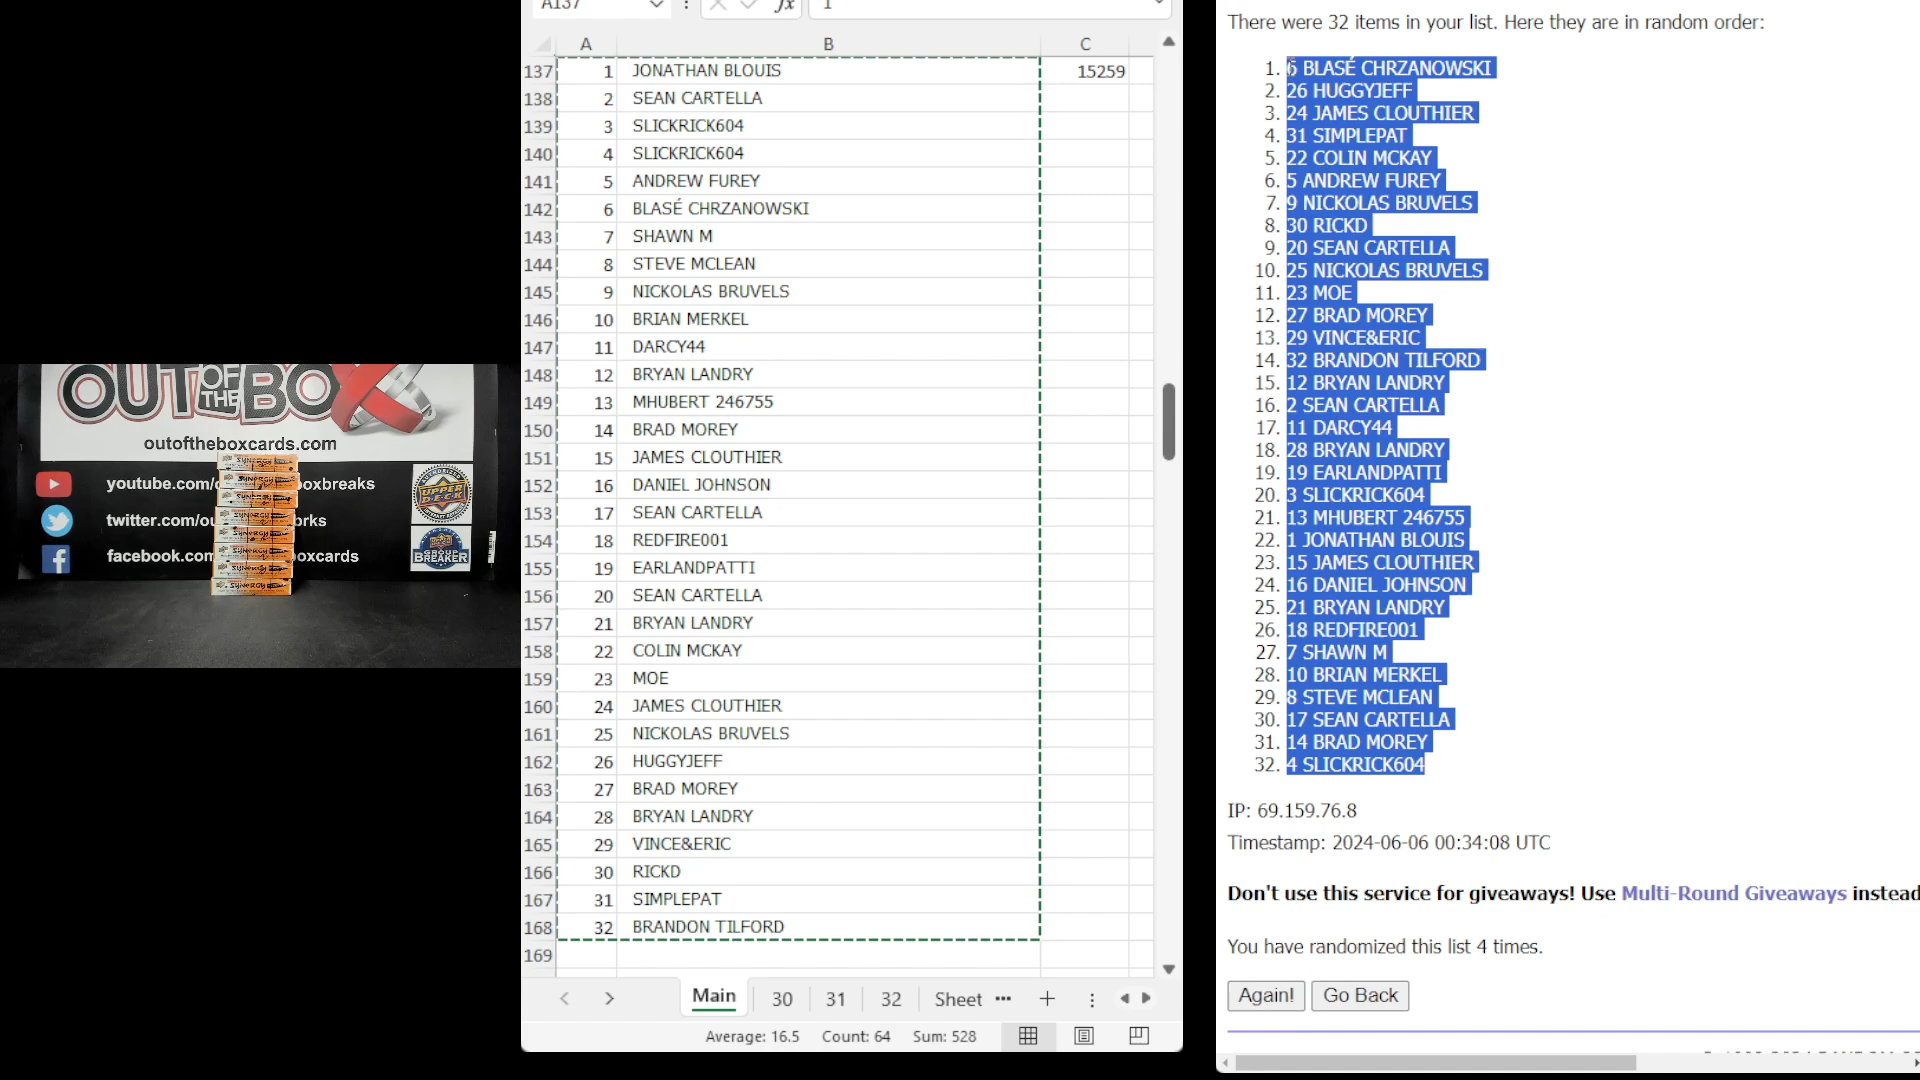 OUT OF THE BOX
outoftheboxcards.com
oxbreaks
brks
oxcards
facebook.com
SYNERGY
AUTHORIZED
UPPER DECK
GROUP BREAKER
A137
fx
1
A B C
137 1 JONATHAN BLOUIS 15259
138 2 SEAN CARTELLA
139 3 SLICKRICK604
140 4 SLICKRICK604
141 5 ANDREW FUREY
142 6 BLASÉ CHRZANOWSKI
143 7 SHAWN M
144 8 STEVE MCLEAN
145 9 NICKOLAS BRUVELS
146 10 BRIAN MERKEL
147 11 DARCY44
148 12 BRYAN LANDRY
149 13 MHUBERT 246755
150 14 BRAD MOREY
151 15 JAMES CLOUTHIER
152 16 DANIEL JOHNSON
153 17 SEAN CARTELLA
154 18 REDFIRE001
155 19 EARLANDPATTI
156 20 SEAN CARTELLA
157 21 BRYAN LANDRY
158 22 COLIN MCKAY
159 23 MOE
160 24 JAMES CLOUTHIER
161 25 NICKOLAS BRUVELS
162 26 HUGGYJEFF
163 27 BRAD MOREY
164 28 BRYAN LANDRY
165 29 VINCE&ERIC
166 30 RICKD
167 31 SIMPLEPAT
168 32 BRANDON TILFORD
169
Main 30 31 32 Sheet ...
Average: 16.5 Count: 64 Sum: 528
There were 32 items in your list. Here they are in random order:
1. 6 BLASÉ CHRZANOWSKI
2. 26 HUGGYJEFF
3. 24 JAMES CLOUTHIER
4. 31 SIMPLEPAT
5. 22 COLIN MCKAY
6. 5 ANDREW FUREY
7. 9 NICKOLAS BRUVELS
8. 30 RICKD
9. 20 SEAN CARTELLA
10. 25 NICKOLAS BRUVELS
11. 23 MOE
12. 27 BRAD MOREY
13. 29 VINCE&ERIC
14. 32 BRANDON TILFORD
15. 12 BRYAN LANDRY
16. 2 SEAN CARTELLA
17. 11 DARCY44
18. 28 BRYAN LANDRY
19. 19 EARLANDPATTI
20. 3 SLICKRICK604
21. 13 MHUBERT 246755
22. 1 JONATHAN BLOUIS
23. 15 JAMES CLOUTHIER
24. 16 DANIEL JOHNSON
25. 21 BRYAN LANDRY
26. 18 REDFIRE001
27. 7 SHAWN M
28. 10 BRIAN MERKEL
29. 8 STEVE MCLEAN
30. 17 SEAN CARTELLA
31. 14 BRAD MOREY
32. 4 SLICKRICK604
IP: 69.159.76.8
Timestamp: 2024-06-06 00:34:08 UTC
Don't use this service for giveaways! Use Multi-Round Giveaways instead
You have randomized this list 4 times.
Again! Go Back